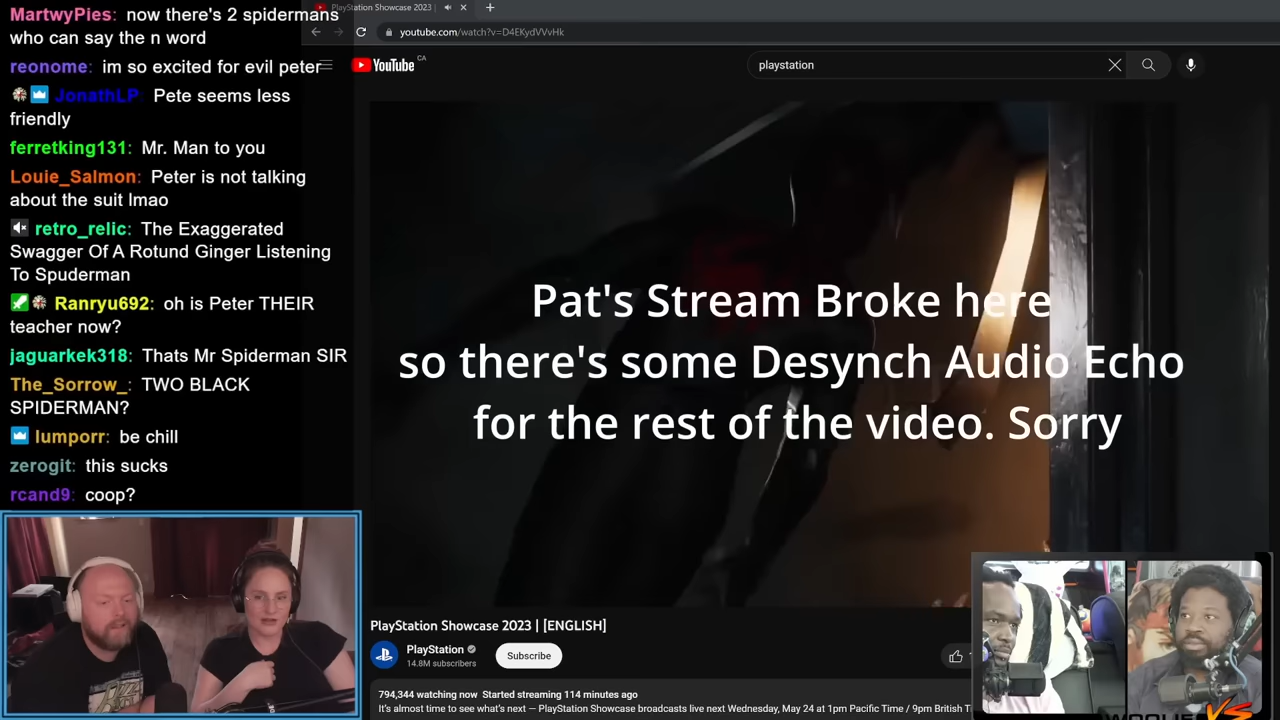 MartwyPies: now there's 2 spidermans
who can say the n word
reonome: im so excited for evil peter
JonathLP: Pete seems less
friendly
ferretking131: Mr. Man to you
Louie_Salmon: Peter is not talking
about the suit lmao
retro_relic: The Exaggerated
Swagger Of A Rotund Ginger Listening
To Spuderman
Ranryu692: oh is Peter THEIR
teacher now?
jaguarkek318: Thats Mr Spiderman SIR
The_Sorrow_: TWO BLACK
SPIDERMAN?
lumporr: be chill
zerogit: this sucks
rcand9: coop?
PlayStation Showcase 2023 |
youtube.com/watch?v=D4EKydVVvHk
YouTube CA
playstation
Pat's Stream Broke here
so there's some Desynch Audio Echo
for the rest of the video. Sorry
PlayStation Showcase 2023 | [ENGLISH]
PlayStation
14.8M subscribers
Subscribe
794,344 watching now Started streaming 114 minutes ago
It's almost time to see what's next — PlayStation Showcase broadcasts live next Wednesday, May 24 at 1pm Pacific Time / 9pm British T
VS